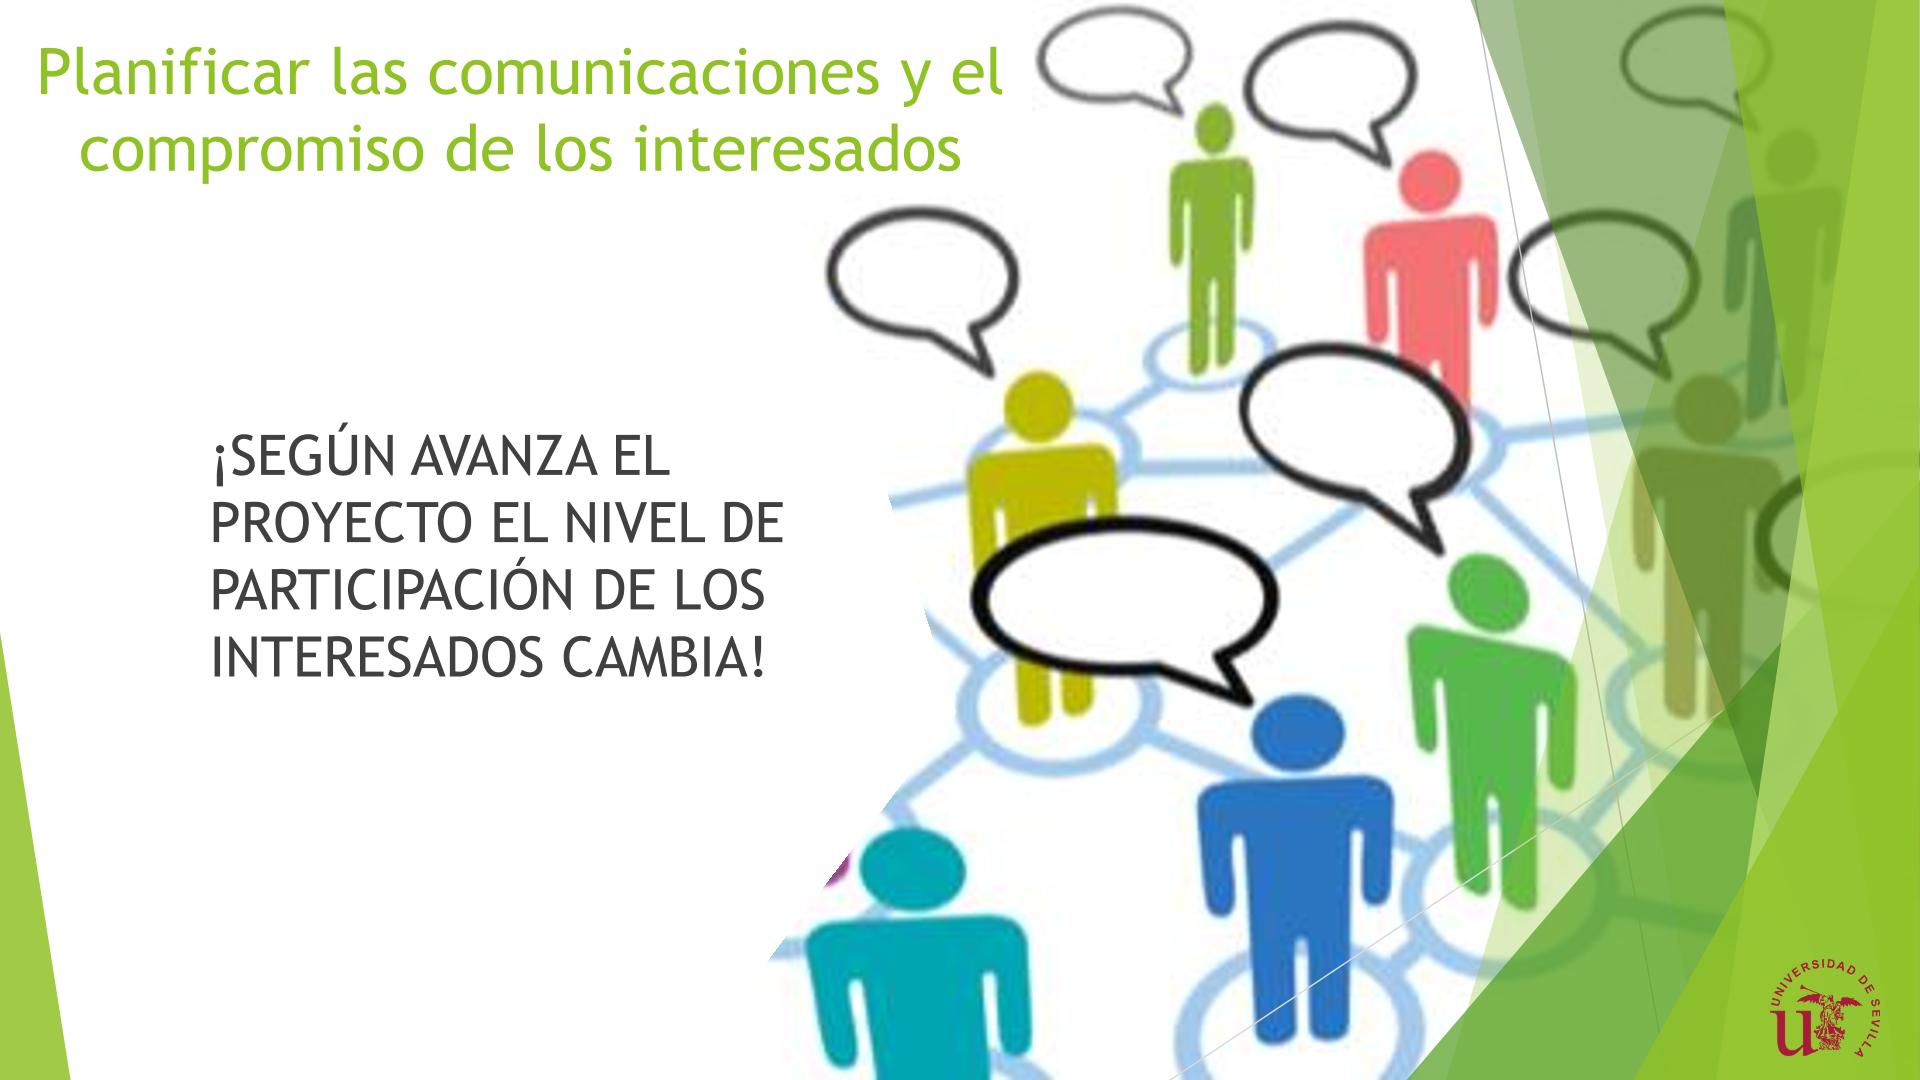 Planificar las comunicaciones y el
compromiso de los interesados
¡SEGÚN AVANZA EL
PROYECTO EL NIVEL DE
PARTICIPACIÓN DE LOS
INTERESADOS CAMBIA!
UNIVERSIDAD DE SEVILLA
u